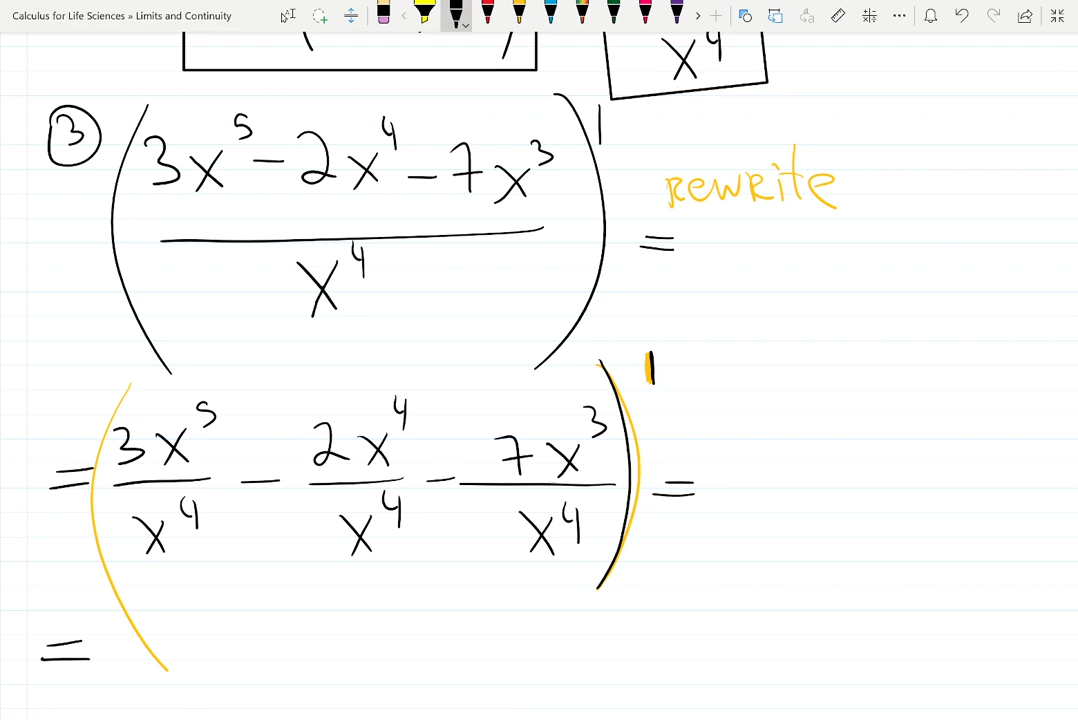 Calculus for Life Sciences » Limits and Continuity
x⁴
③ (3x⁵ - 2x⁴ - 7x³ / x⁴)' = rewrite
= (3x⁵ / x⁴ - 2x⁴ / x⁴ - 7x³ / x⁴)' =
=